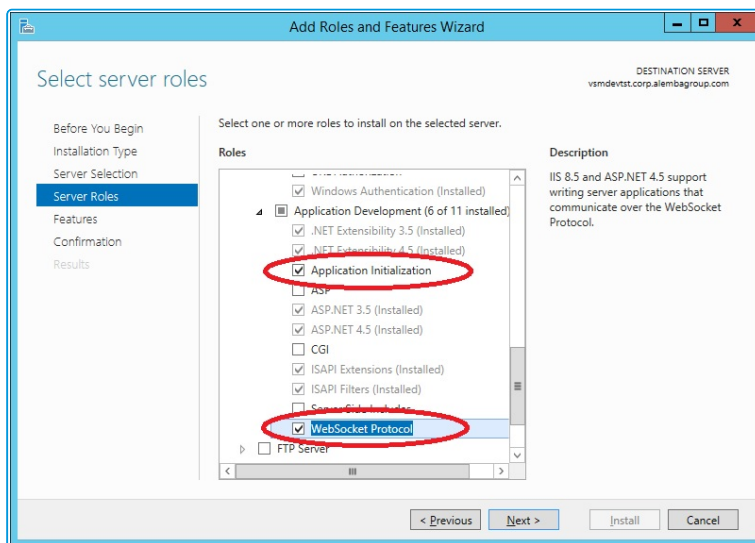 Add Roles and Features Wizard
Select server roles
DESTINATION SERVER
vsmdevtst.corp.alembagroup.com
Before You Begin
Installation Type
Server Selection
Server Roles
Features
Confirmation
Results
Select one or more roles to install on the selected server.
Roles
Windows Authentication (Installed)
Application Development (6 of 11 installed)
.NET Extensibility 3.5 (Installed)
.NET Extensibility 4.5 (Installed)
Application Initialization
ASP
ASP.NET 3.5 (Installed)
ASP.NET 4.5 (Installed)
CGI
ISAPI Extensions (Installed)
ISAPI Filters (Installed)
Server Side Includes
WebSocket Protocol
FTP Server
Description
IIS 8.5 and ASP.NET 4.5 support
writing server applications that
communicate over the WebSocket
Protocol.
< Previous
Next >
Install
Cancel